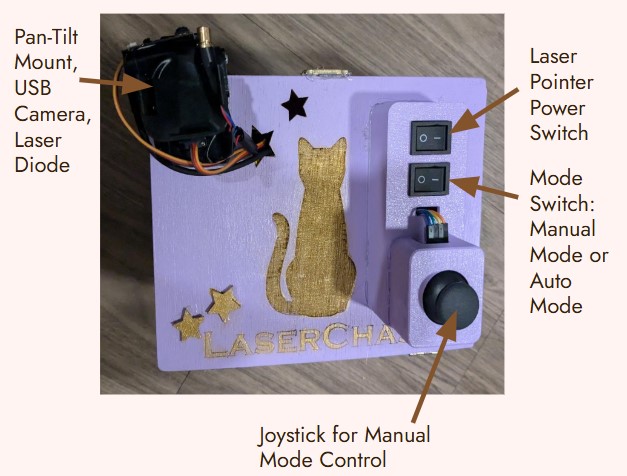 Pan-Tilt
Mount,
USB
Camera,
Laser
Diode
Laser
Pointer
Power
Switch
Mode
Switch:
Manual
Mode or
Auto
Mode
Joystick for Manual
Mode Control